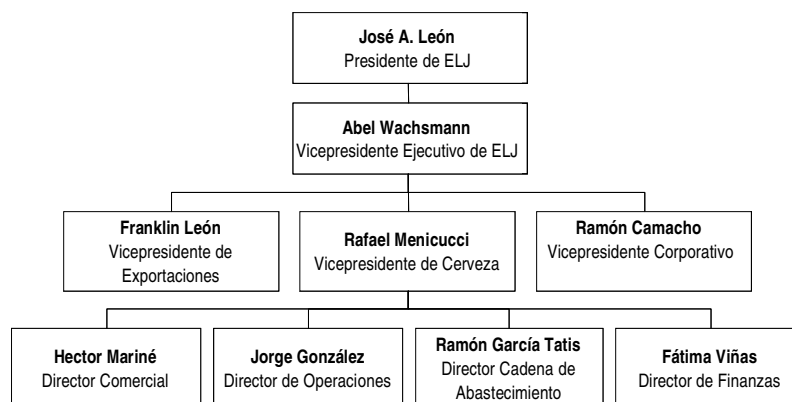 José A. León
Presidente de ELJ
Abel Wachsmann
Vicepresidente Ejecutivo de ELJ
Franklin León
Vicepresidente de
Exportaciones
Rafael Menicucci
Vicepresidente de Cerveza
Ramón Camacho
Vicepresidente Corporativo
Hector Mariné
Director Comercial
Jorge González
Director de Operaciones
Ramón García Tatis
Director Cadena de
Abastecimiento
Fátima Viñas
Director de Finanzas